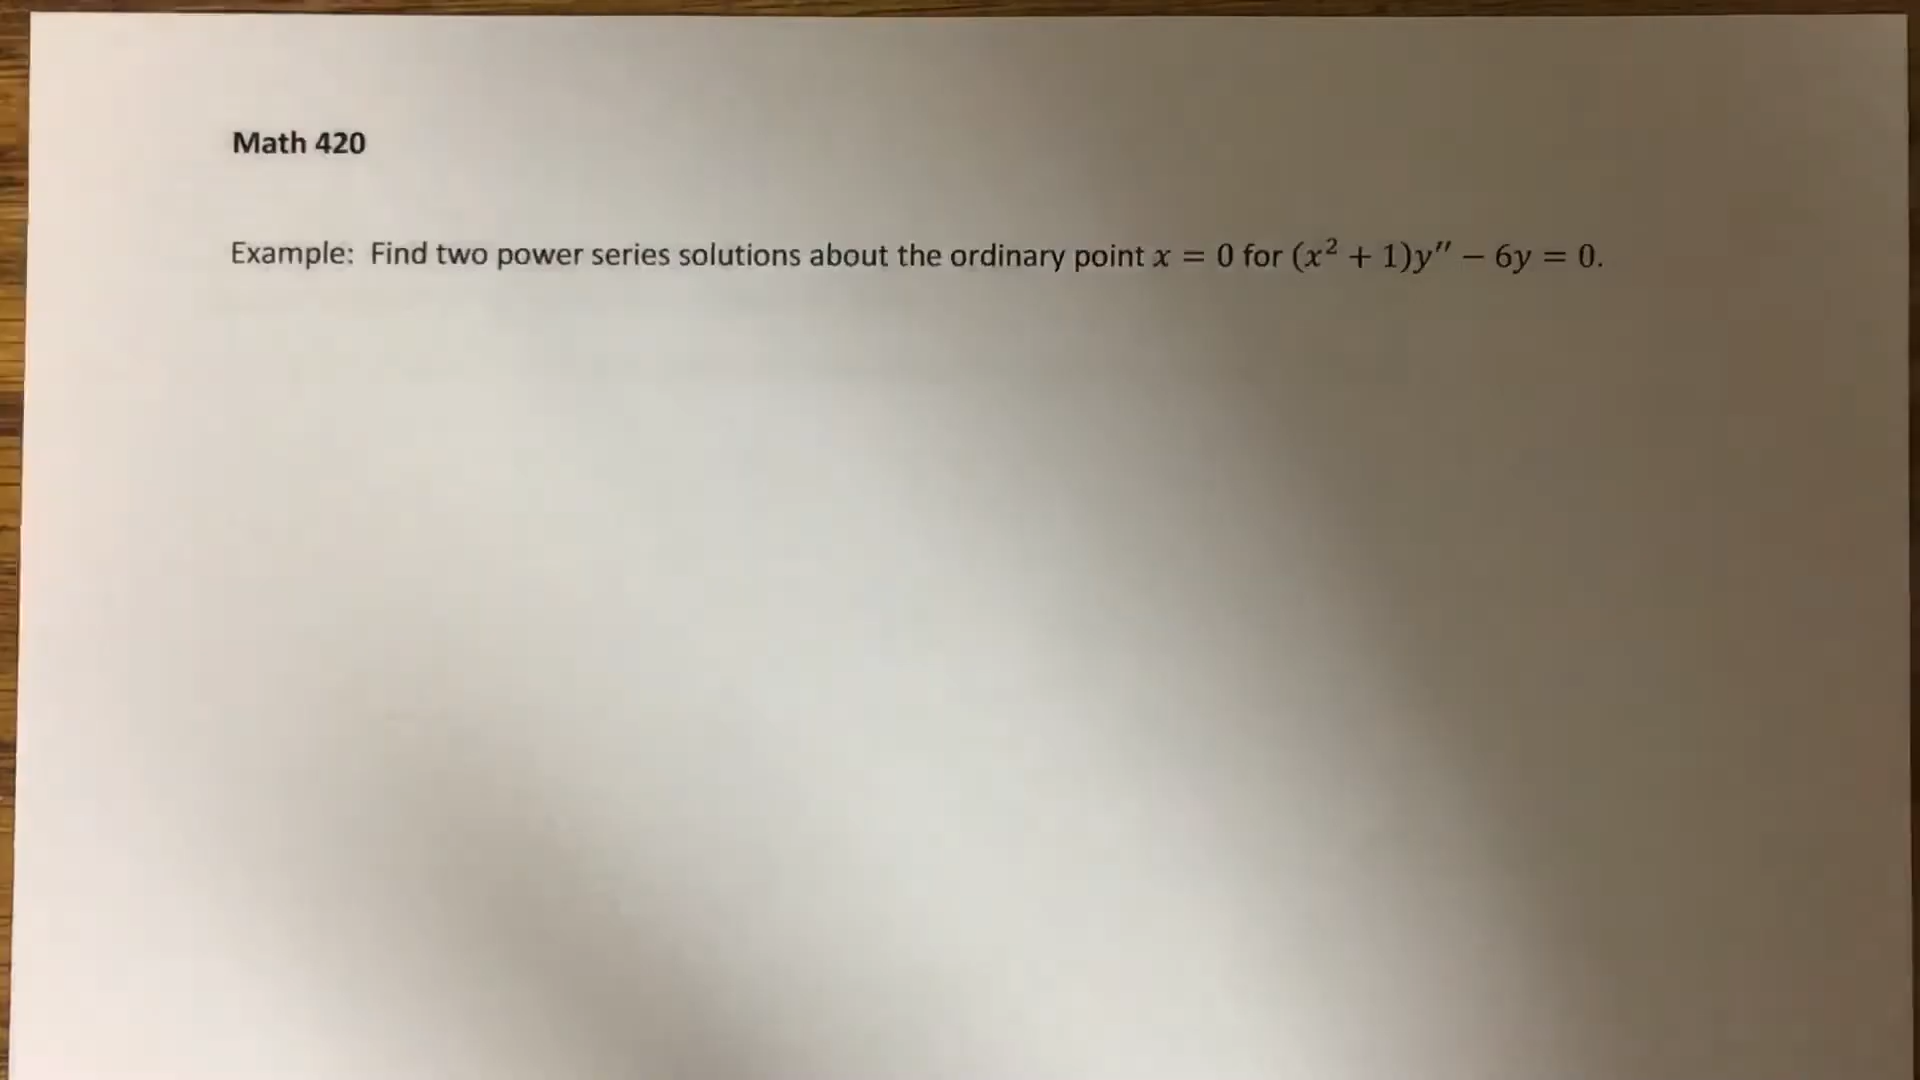 Math 420
Example: Find two power series solutions about the ordinary point x = 0 for (x² + 1)y″ − 6y = 0.